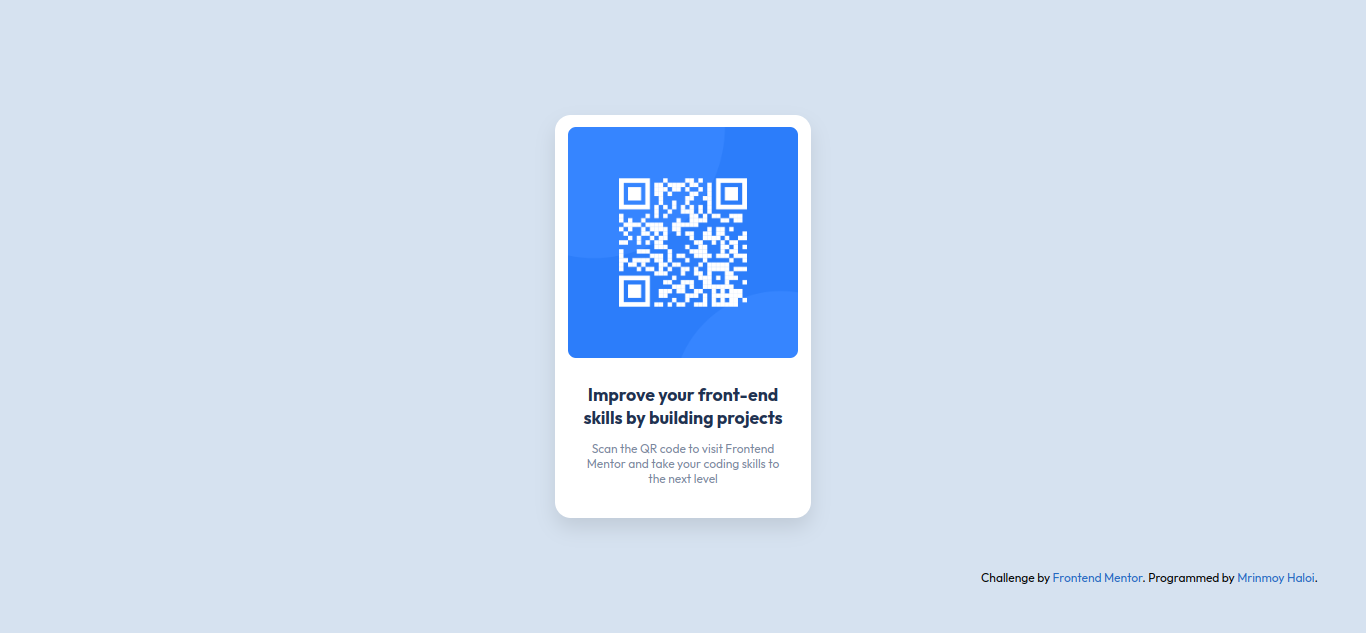 Improve your front-end
skills by building projects
Scan the QR code to visit Frontend
Mentor and take your coding skills to
the next level
Challenge by Frontend Mentor. Programmed by Mrinmoy Haloi.